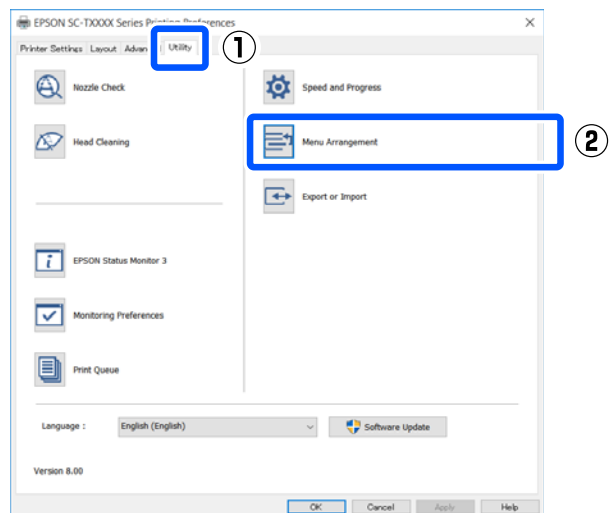 EPSON SC-TXXXX Series Printing Preferences
Printer Settings Layout Advan Utility
①
Nozzle Check
Speed and Progress
Head Cleaning
Menu Arrangement
②
Export or Import
EPSON Status Monitor 3
Monitoring Preferences
Print Queue
Language : English (English) Software Update
Version 8.00
OK Cancel Apply Help